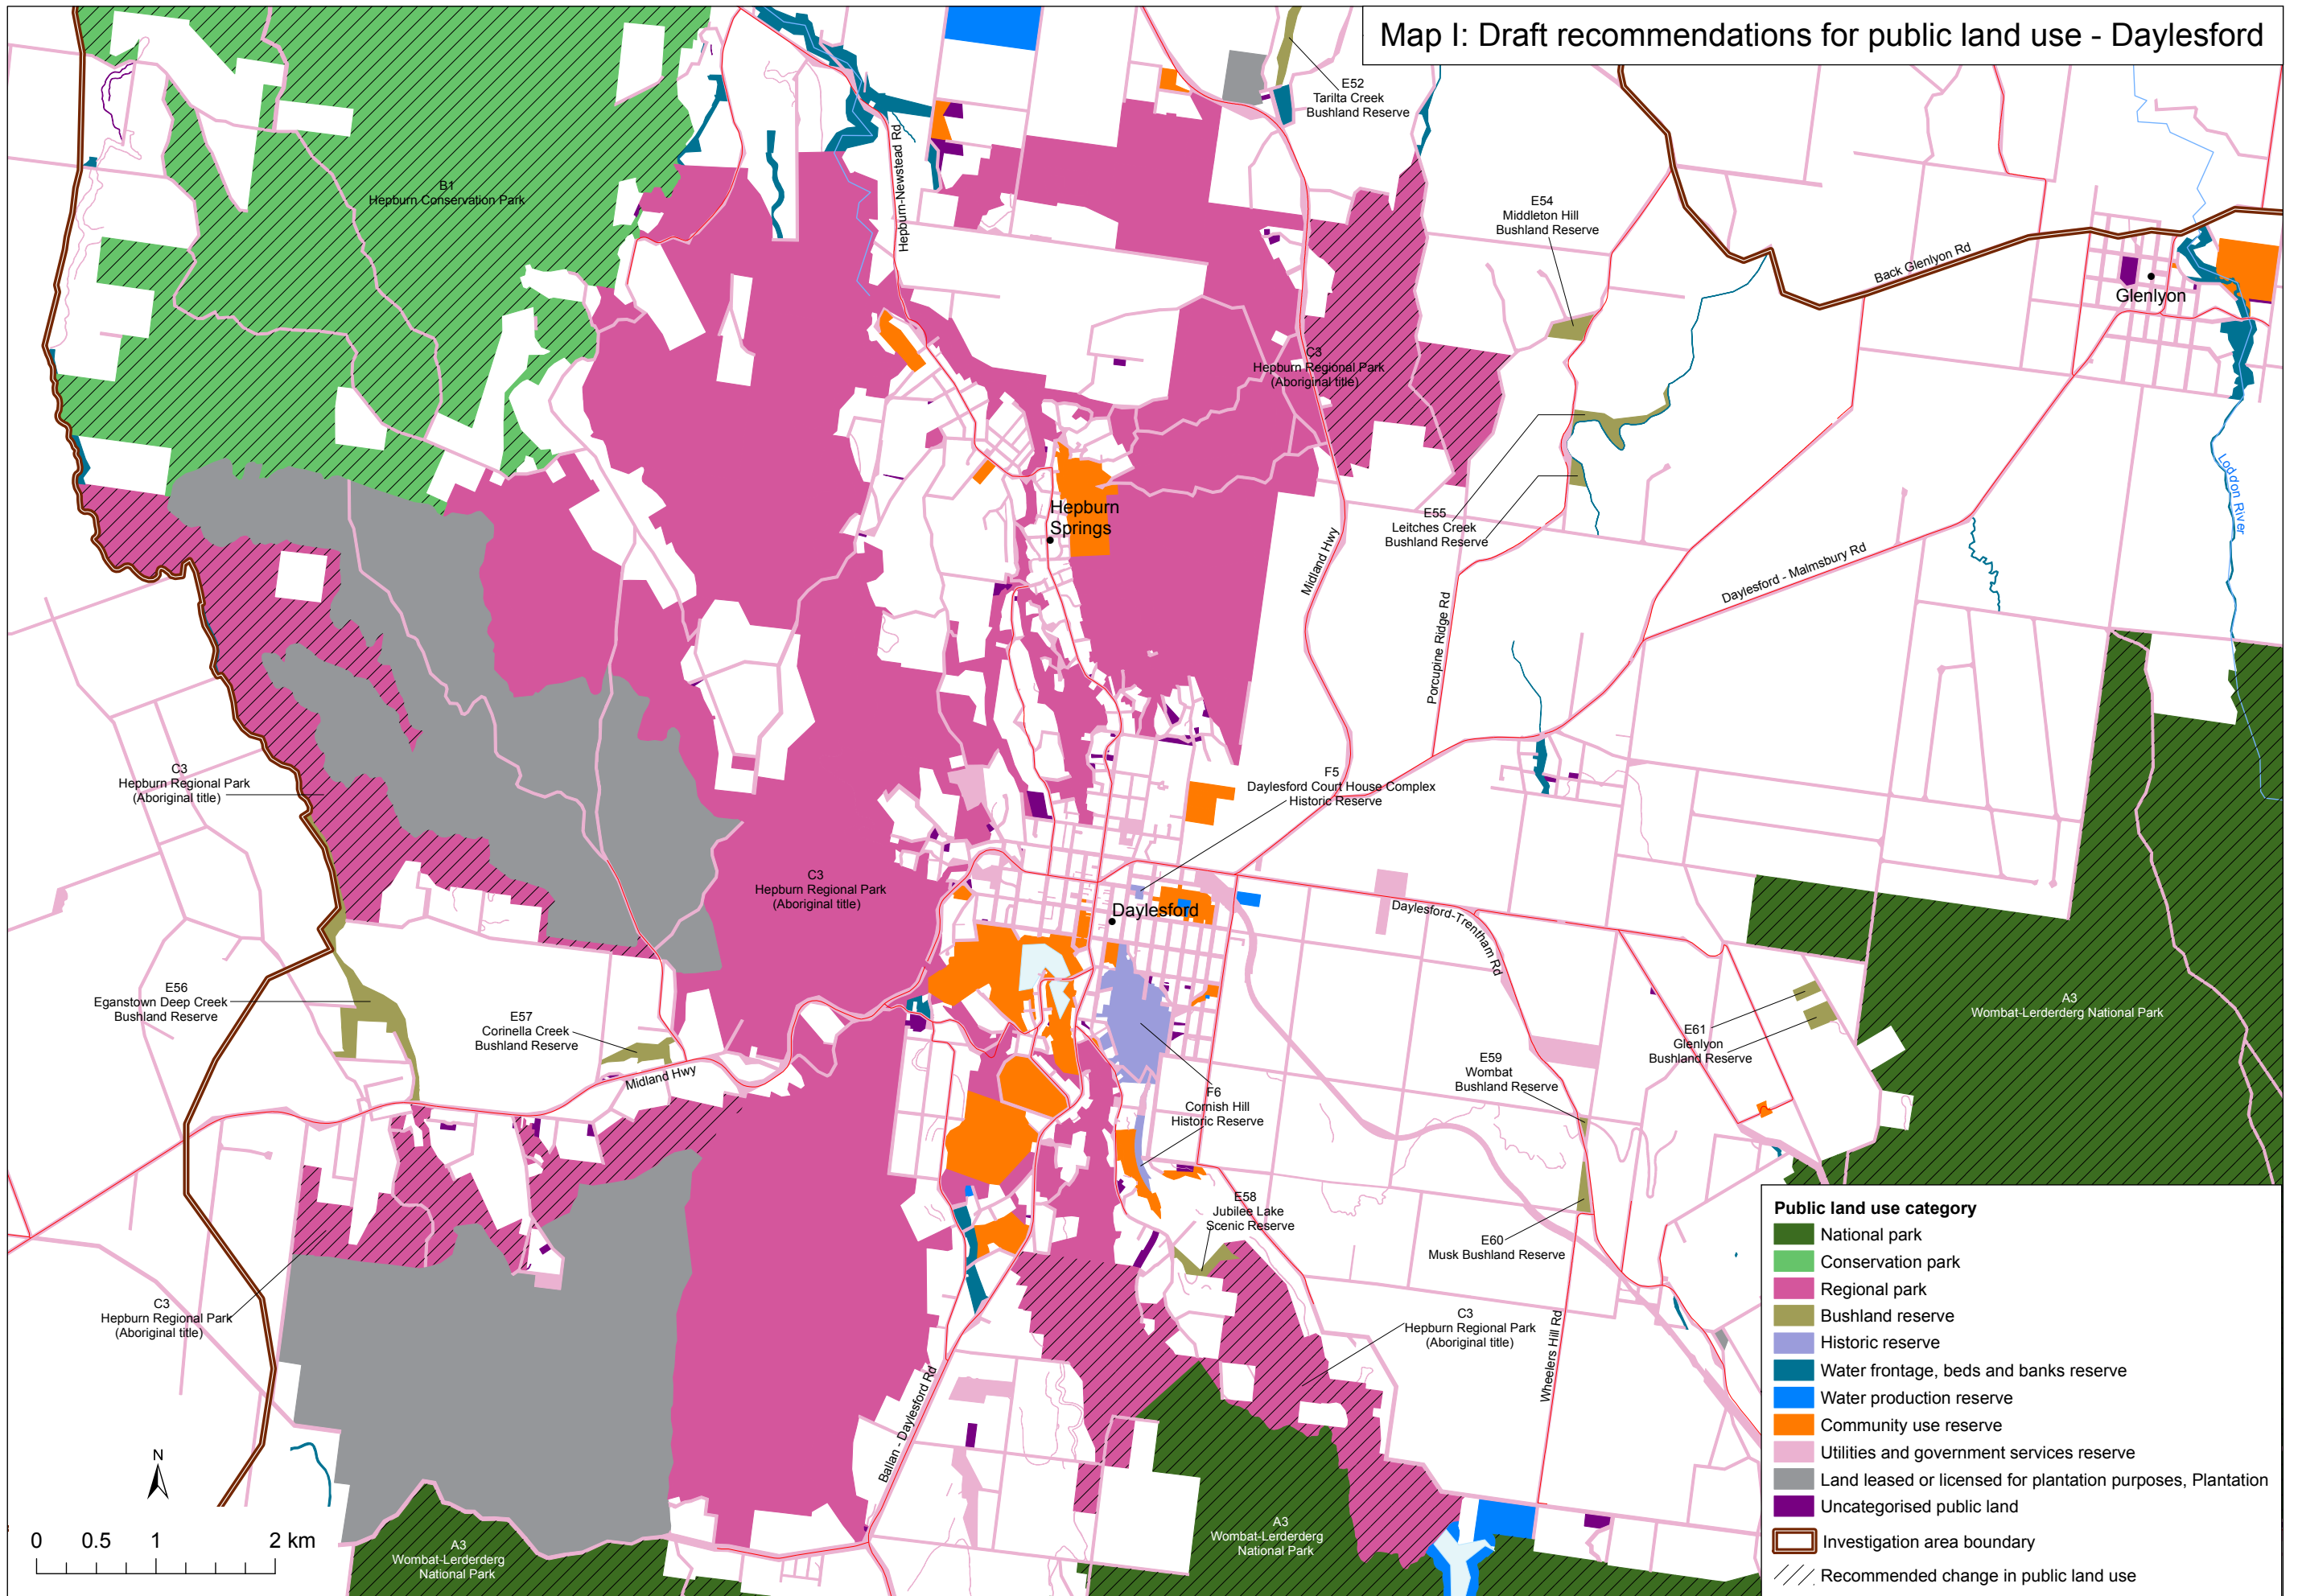 Map I: Draft recommendations for public land use - Daylesford
E52
Tarilta Creek
Bushland Reserve
B1
Hepburn Conservation Park
Hepburn-Newstead Rd
E54
Middleton Hill
Bushland Reserve
Back Glenlyon Rd
Glenlyon
C3
Hepburn Regional Park
(Aboriginal title)
Loddon River
Hepburn
Springs
E55
Leitches Creek
Bushland Reserve
Midland Hwy
Porcupine Ridge Rd
Daylesford - Malmsbury Rd
C3
Hepburn Regional Park
(Aboriginal title)
F5
Daylesford Court House Complex
Historic Reserve
C3
Hepburn Regional Park
(Aboriginal title)
Daylesford
Daylesford-Trentham Rd
E56
Eganstown Deep Creek
Bushland Reserve
E57
Corinella Creek
Bushland Reserve
Midland Hwy
A3
Wombat-Lerderderg National Park
E61
Glenlyon
Bushland Reserve
E59
Wombat
Bushland Reserve
F6
Cornish Hill
Historic Reserve
E58
Jubilee Lake
Scenic Reserve
E60
Musk Bushland Reserve
C3
Hepburn Regional Park
(Aboriginal title)
C3
Hepburn Regional Park
(Aboriginal title)
Wheelers Hill Rd
Ballan - Daylesford Rd
A3
Wombat-Lerderderg
National Park
A3
Wombat-Lerderderg
National Park
N
0 0.5 1 2 km
Public land use category
National park
Conservation park
Regional park
Bushland reserve
Historic reserve
Water frontage, beds and banks reserve
Water production reserve
Community use reserve
Utilities and government services reserve
Land leased or licensed for plantation purposes, Plantation
Uncategorised public land
Investigation area boundary
Recommended change in public land use